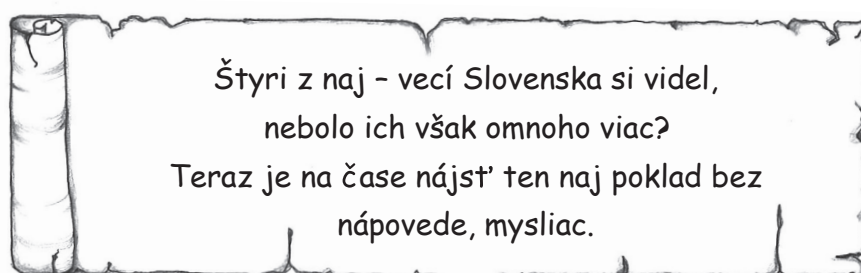 Štyri z naj – vecí Slovenska si videl,
nebolo ich však omnoho viac?
Teraz je na čase nájsť ten naj poklad bez
nápovede, mysliac.